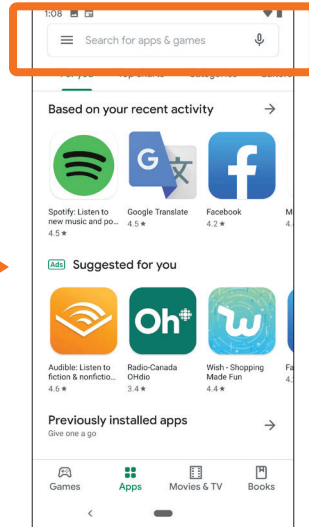 1:08
Search for apps & games
Based on your recent activity
G
Spotify: Listen to
new music and po...
4.5★
Google Translate
4.5★
Facebook
4.2★
M
4.
Ads Suggested for you
Oh
Audible: Listen to
fiction & nonfictio...
4.6★
Radio-Canada
OHdio
3.4★
Wish - Shopping
Made Fun
4.4★
Fa
4.
Previously installed apps
Give one a go
Games Apps Movies & TV Books